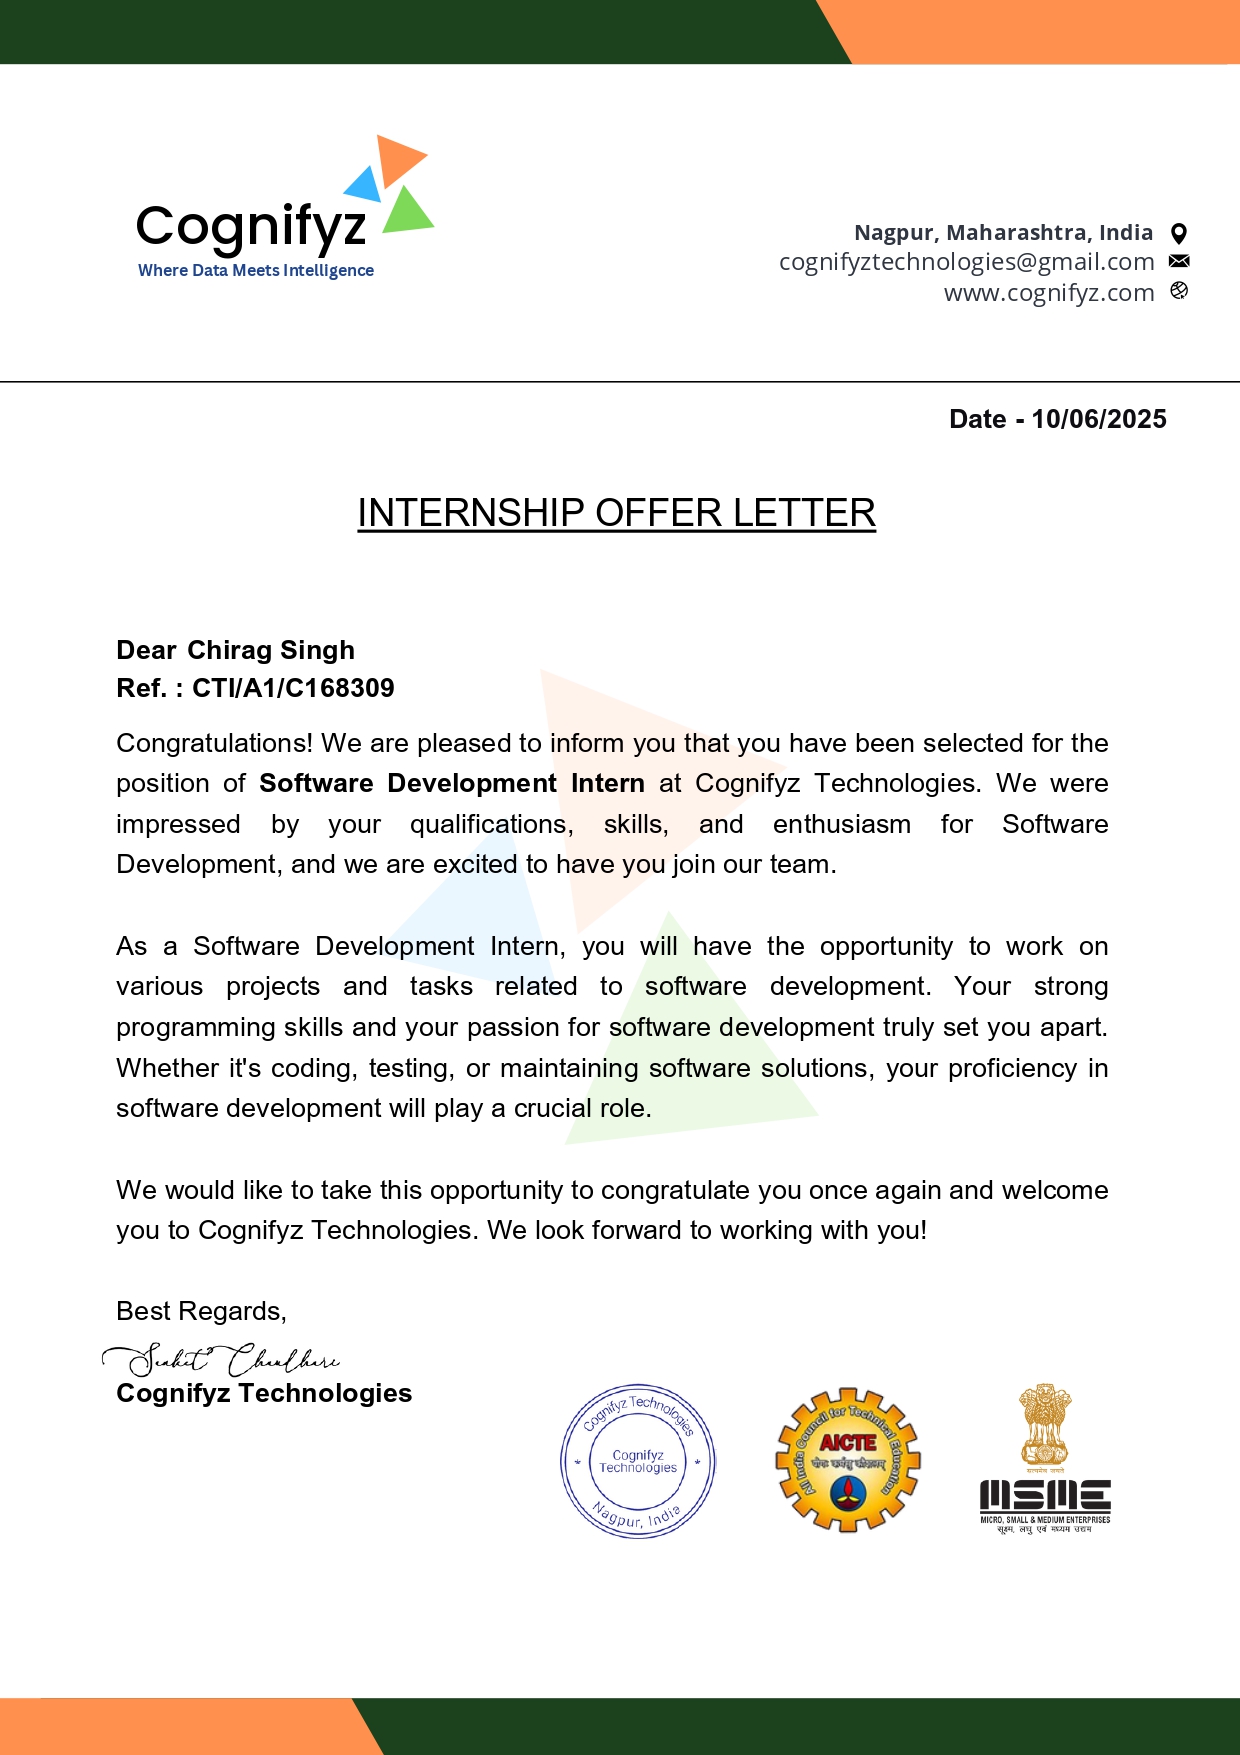 Cognifyz
Where Data Meets Intelligence
Nagpur, Maharashtra, India
cognifyztechnologies@gmail.com
www.cognifyz.com
Date - 10/06/2025
INTERNSHIP OFFER LETTER
Dear Chirag Singh
Ref. : CTI/A1/C168309
Congratulations! We are pleased to inform you that you have been selected for the
position of Software Development Intern at Cognifyz Technologies. We were
impressed by your qualifications, skills, and enthusiasm for Software
Development, and we are excited to have you join our team.
As a Software Development Intern, you will have the opportunity to work on
various projects and tasks related to software development. Your strong
programming skills and your passion for software development truly set you apart.
Whether it's coding, testing, or maintaining software solutions, your proficiency in
software development will play a crucial role.
We would like to take this opportunity to congratulate you once again and welcome
you to Cognifyz Technologies. We look forward to working with you!
Best Regards,
Chaudhari
Cognifyz Technologies
Cognifyz Technologies
Cognifyz
Technologies
* *
Nagpur, India
All India Council for Technical Education
AICTE
योगः कर्मसु कौशलम्
सत्यमेव जयते
MSME
MICRO, SMALL & MEDIUM ENTERPRISES
सूक्ष्म, लघु एवं मध्यम उद्यम